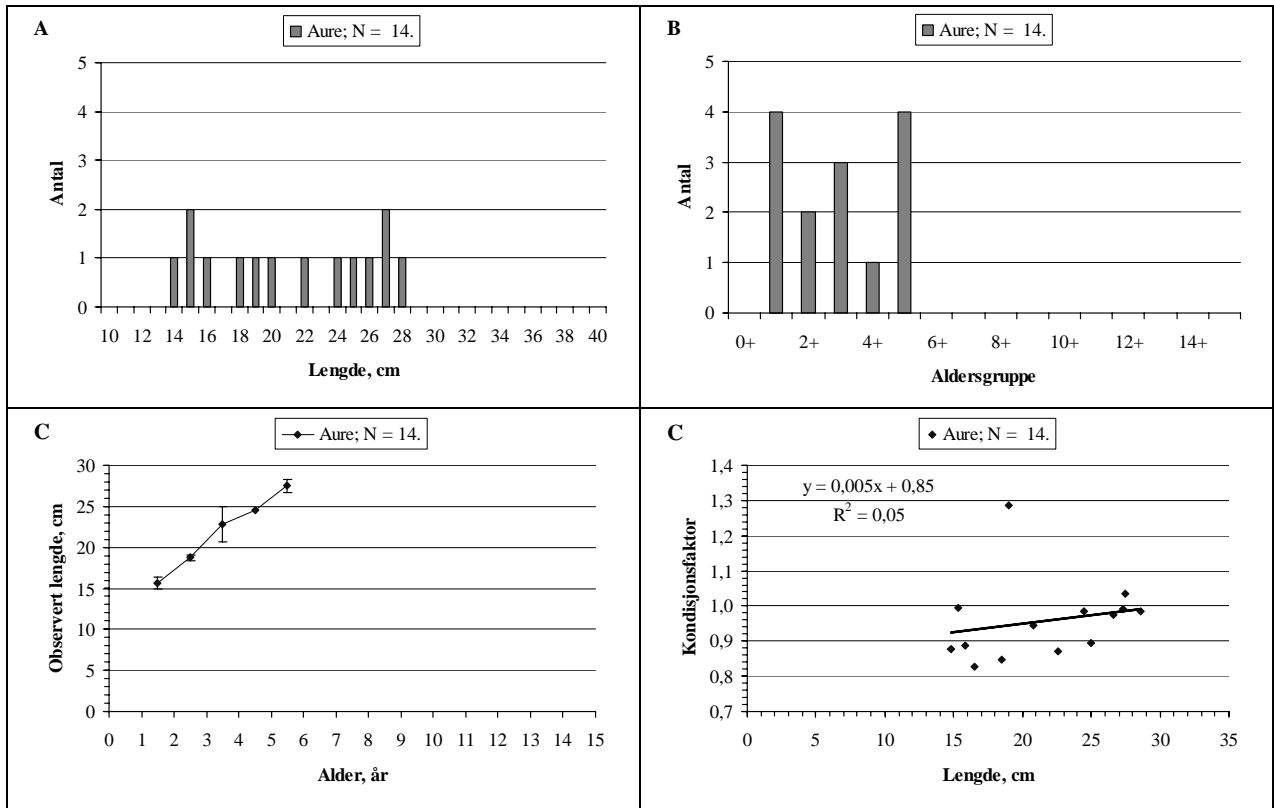 A
Aure; N = 14.
Antal
5
4
3
2
1
0
10 12 14 16 18 20 22 24 26 28 30 32 34 36 38 40
Lengde, cm
B
Aure; N = 14.
Antal
5
4
3
2
1
0
0+ 2+ 4+ 6+ 8+ 10+ 12+ 14+
Aldersgruppe
C
Aure; N = 14.
Observert lengde, cm
30
25
20
15
10
5
0
0 1 2 3 4 5 6 7 8 9 10 11 12 13 14 15
Alder, år
C
Aure; N = 14.
y = 0,005x + 0,85
R² = 0,05
Kondisjonsfaktor
1,4
1,3
1,2
1,1
1,0
0,9
0,8
0,7
0 5 10 15 20 25 30 35
Lengde, cm